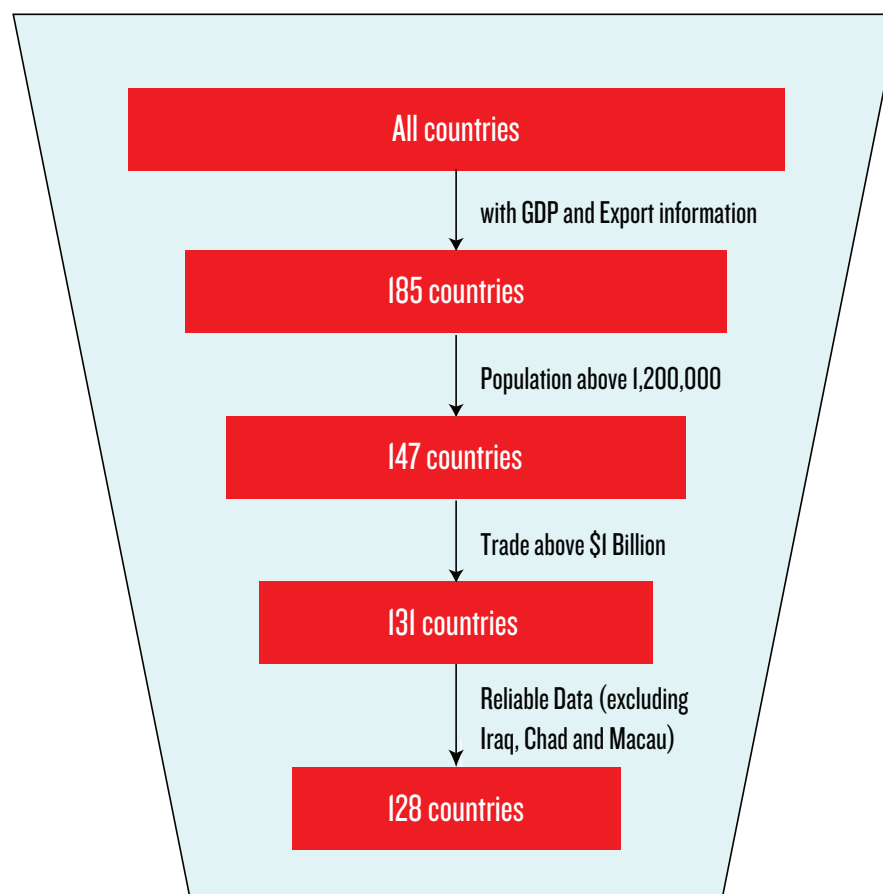 All countries
with GDP and Export information
185 countries
Population above 1,200,000
147 countries
Trade above $1 Billion
131 countries
Reliable Data (excluding
Iraq, Chad and Macau)
128 countries